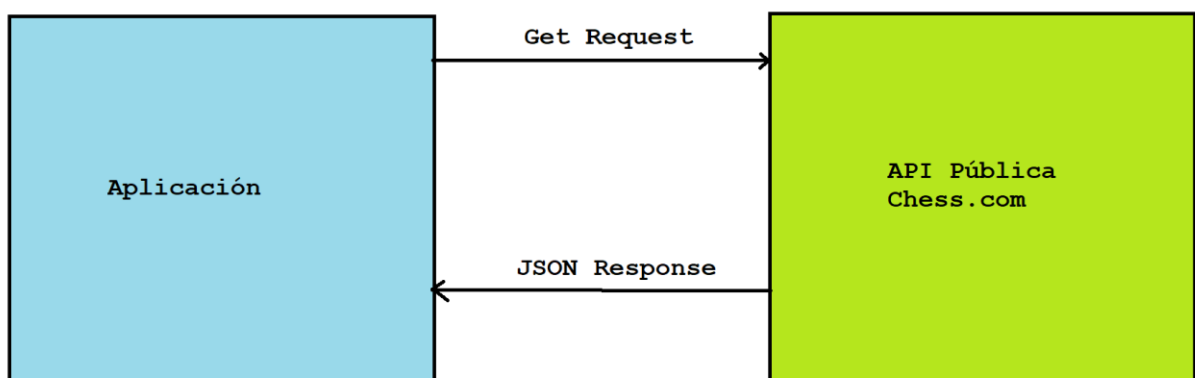 Get Request
Aplicación
API Pública
Chess.com
JSON Response